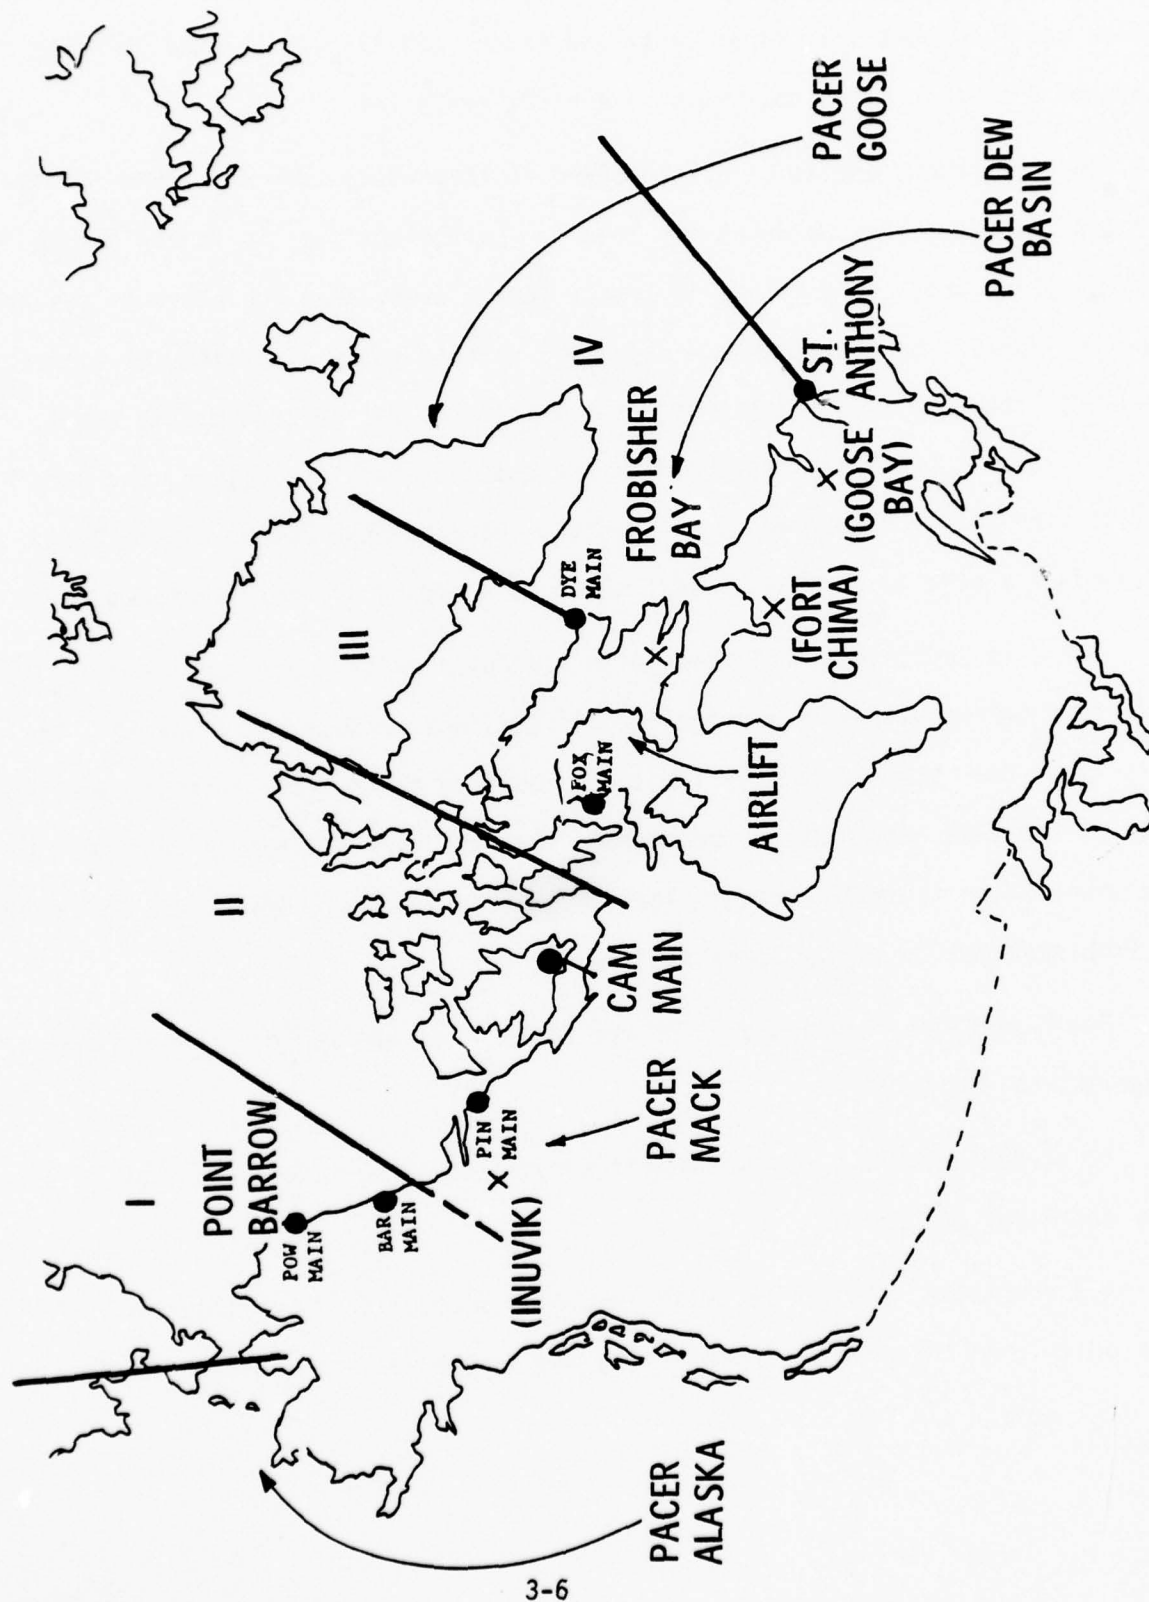 I
II
III
IV
POINT
BARROW
POW
MAIN
BAR
MAIN
PIN
MAIN
(INUVIK)
CAM
MAIN
FOX
MAIN
DYE
MAIN
FROBISHER
BAY
(FORT
CHIMA)
(GOOSE
BAY)
ST.
ANTHONY
PACER
ALASKA
PACER
MACK
AIRLIFT
PACER DEW
BASIN
PACER
GOOSE
3-6